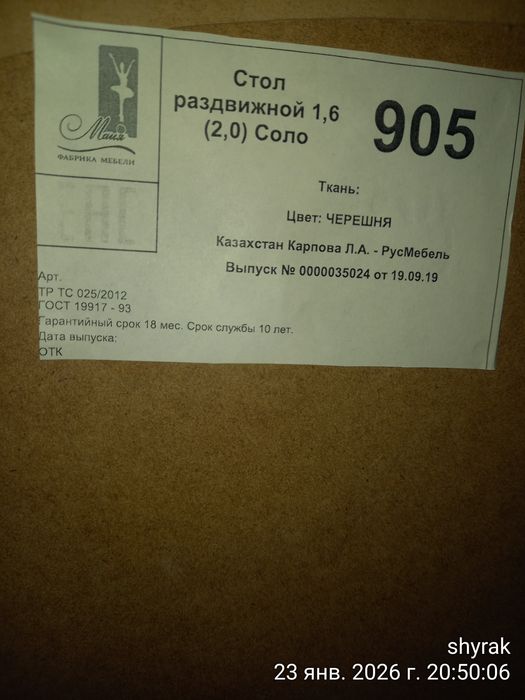 Майя
ФАБРИКА МЕБЕЛИ
Стол
раздвижной 1,6
(2,0) Соло
905
Ткань:
Цвет: ЧЕРЕШНЯ
Казахстан Карпова Л.А. - РусМебель
Выпуск № 0000035024 от 19.09.19
Арт.
ТР ТС 025/2012
ГОСТ 19917 - 93
Гарантийный срок 18 мес. Срок службы 10 лет.
Дата выпуска:
ОТК
shyrak
23 янв. 2026 г. 20:50:06